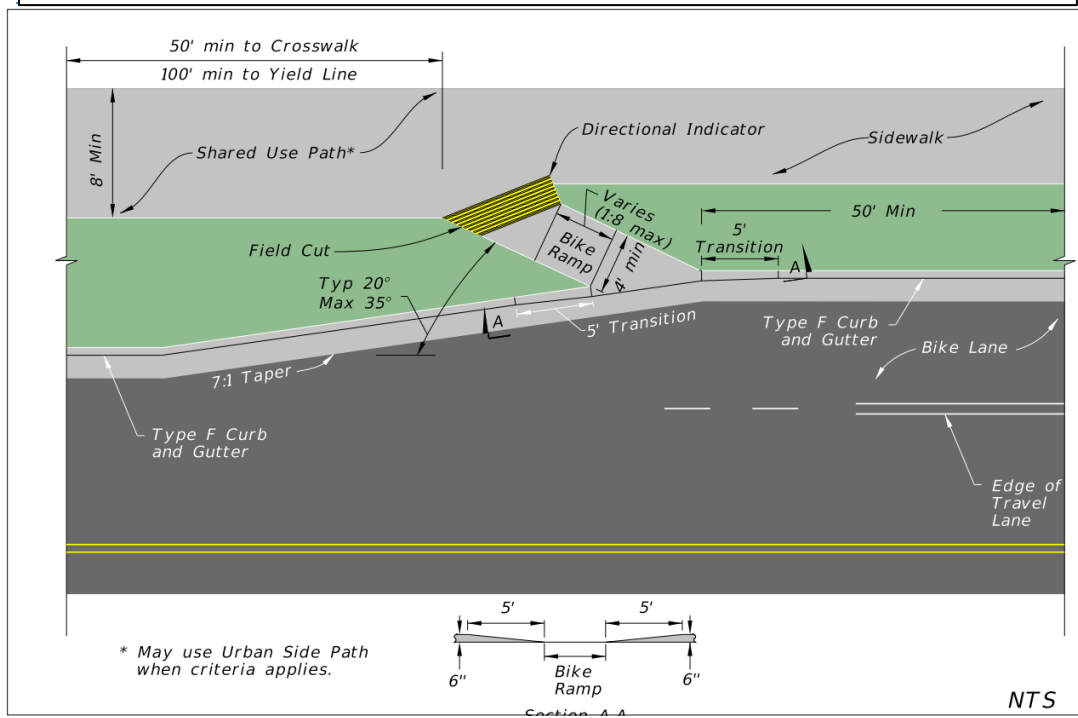 50' min to Crosswalk
100' min to Yield Line
8' Min
Shared Use Path*
Directional Indicator
Sidewalk
Varies
(1:8 max)
50' Min
5'
Transition
Field Cut
Bike
Ramp
4' min
A
Typ 20°
Max 35°
A
5' Transition
Type F Curb
and Gutter
Bike Lane
7:1 Taper
Type F Curb
and Gutter
Edge of
Travel
Lane
5'
5'
* May use Urban Side Path
when criteria applies.
6"
Bike
Ramp
6"
NTS
Section A-A